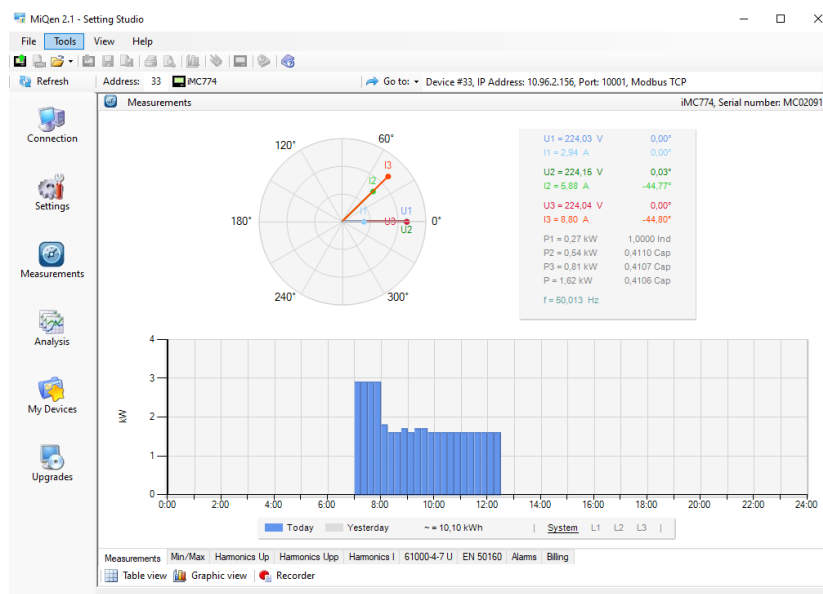 MiQen 2.1 - Setting Studio
File Tools View Help
Refresh Address: 33 iMC774 Go to: Device #33, IP Address: 10.96.2.156, Port: 10001, Modbus TCP
Measurements iMC774, Serial number: MC02091
Connection
Settings
Measurements
Analysis
My Devices
Upgrades
120° 60°
I3
I2
180° I1 U3 U1 0°
U2
240° 300°
U1 = 224,03 V 0,00°
I1 = 2,94 A 0,00°
U2 = 224,15 V 0,03°
I2 = 5,88 A -44,77°
U3 = 224,04 V 0,00°
I3 = 8,80 A -44,80°
P1 = 0,27 kW 1,0000 Ind
P2 = 0,54 kW 0,4110 Cap
P3 = 0,81 kW 0,4107 Cap
P = 1,62 kW 0,4106 Cap
f = 60,013 Hz
4
3
2
1
0
kW
0:00 2:00 4:00 6:00 8:00 10:00 12:00 14:00 16:00 18:00 20:00 22:00 24:00
Today Yesterday ~ = 10,10 kWh | System L1 L2 L3 |
Measurements Min/Max Harmonics Up Harmonics Upp Harmonics I 61000-4-7 U EN 50160 Alarms Billing
Table view Graphic view Recorder